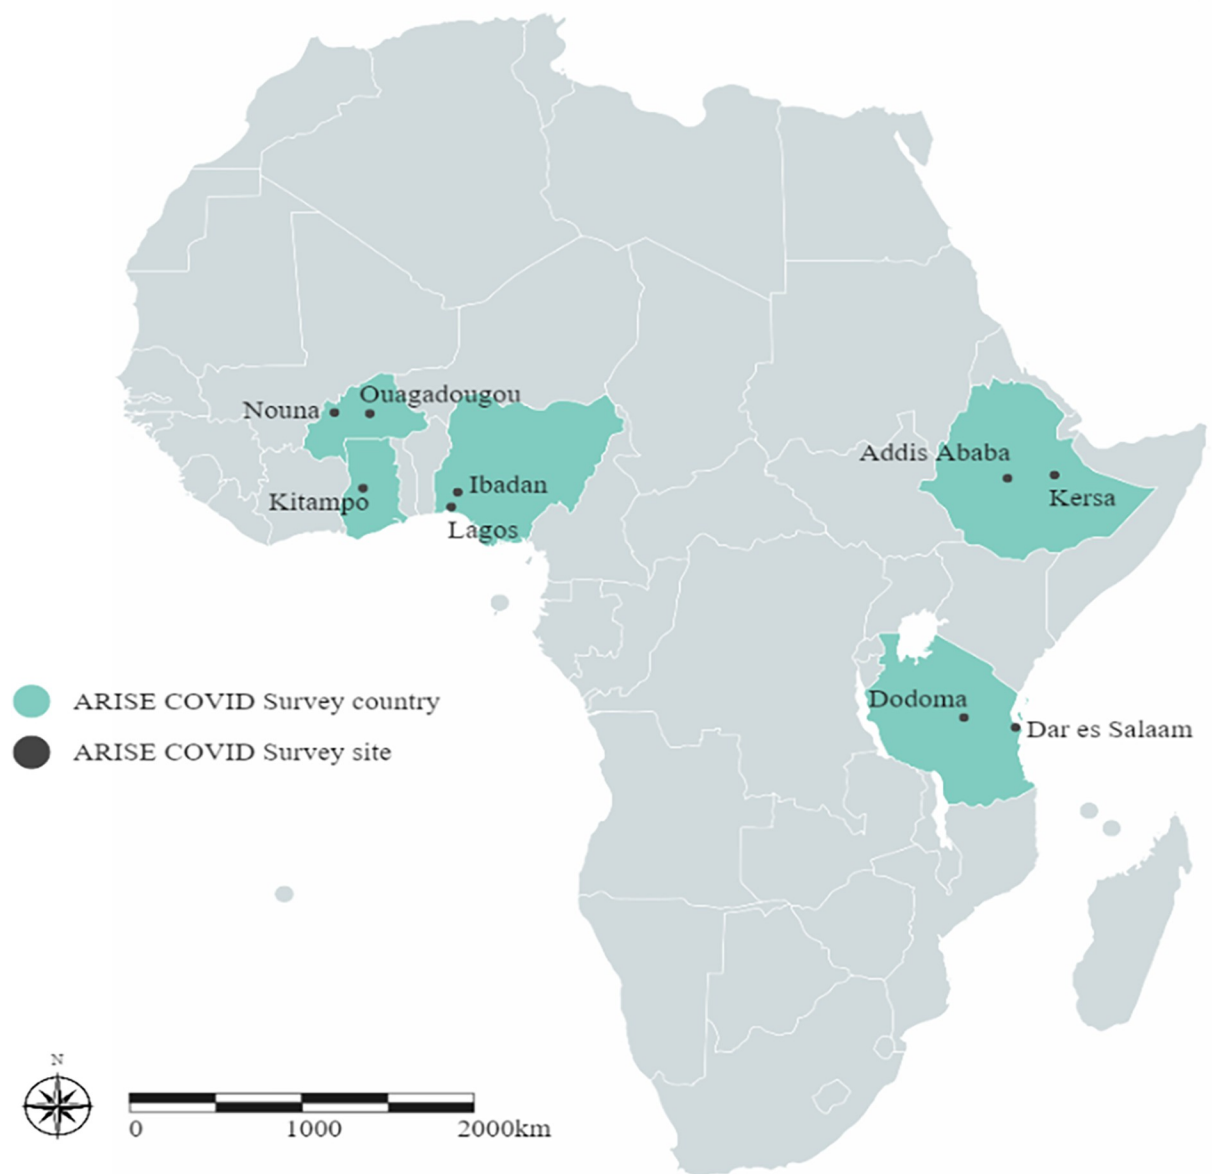 Ouagadougou
Nouna
Addis Ababa
Ibadan
Kersa
Kitampo
Lagos
Dodoma
ARISE COVID Survey country
Dar es Salaam
ARISE COVID Survey site
N
0 1000 2000km